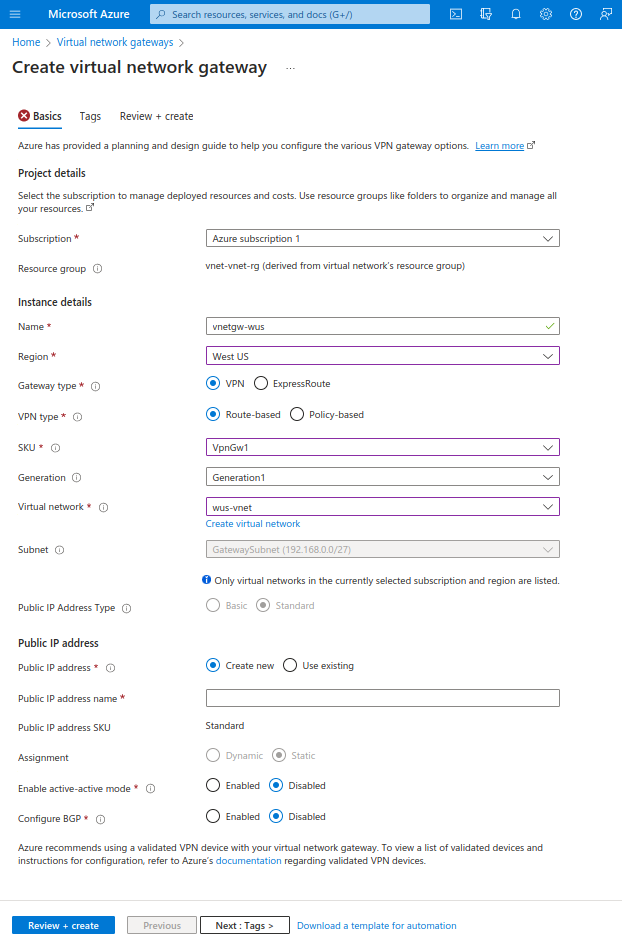 Microsoft Azure
Search resources, services, and docs (G+/)
Home > Virtual network gateways >
Create virtual network gateway ...
Basics Tags Review + create
Azure has provided a planning and design guide to help you configure the various VPN gateway options. Learn more
Project details
Select the subscription to manage deployed resources and costs. Use resource groups like folders to organize and manage all
your resources.
Subscription * Azure subscription 1
Resource group vnet-vnet-rg (derived from virtual network's resource group)
Instance details
Name * vnetgw-wus
Region * West US
Gateway type * VPN ExpressRoute
VPN type * Route-based Policy-based
SKU * VpnGw1
Generation Generation1
Virtual network * wus-vnet
Create virtual network
Subnet GatewaySubnet (192.168.0.0/27)
Only virtual networks in the currently selected subscription and region are listed.
Public IP Address Type Basic Standard
Public IP address
Public IP address * Create new Use existing
Public IP address name *
Public IP address SKU Standard
Assignment Dynamic Static
Enable active-active mode * Enabled Disabled
Configure BGP * Enabled Disabled
Azure recommends using a validated VPN device with your virtual network gateway. To view a list of validated devices and
instructions for configuration, refer to Azure's documentation regarding validated VPN devices.
Review + create Previous Next : Tags > Download a template for automation